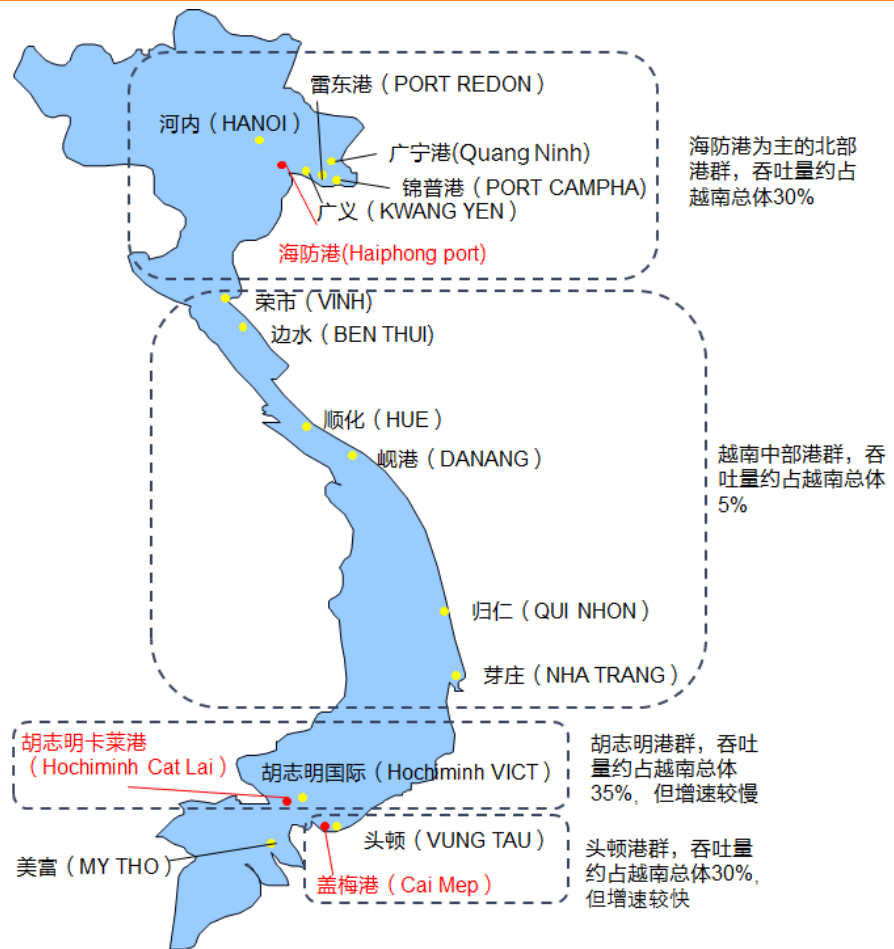 雷东港（PORT REDON）
河内（HANOI）
广宁港(Quang Ninh)
锦普港（PORT CAMPHA)
广义（KWANG YEN）
海防港(Haiphong port)
海防港为主的北部
港群，吞吐量约占
越南总体30%
荣市（VINH)
边水（BEN THUI)
顺化（HUE）
岘港（DANANG）
越南中部港群，吞
吐量约占越南总体
5%
归仁（QUI NHON）
芽庄（NHA TRANG）
胡志明卡莱港
（Hochiminh Cat Lai）
胡志明国际（Hochiminh VICT）
胡志明港群，吞吐
量约占越南总体
35%，但增速较慢
头顿（VUNG TAU）
美富（MY THO）
盖梅港（Cai Mep）
头顿港群，吞吐量
约占越南总体30%，
但增速较快